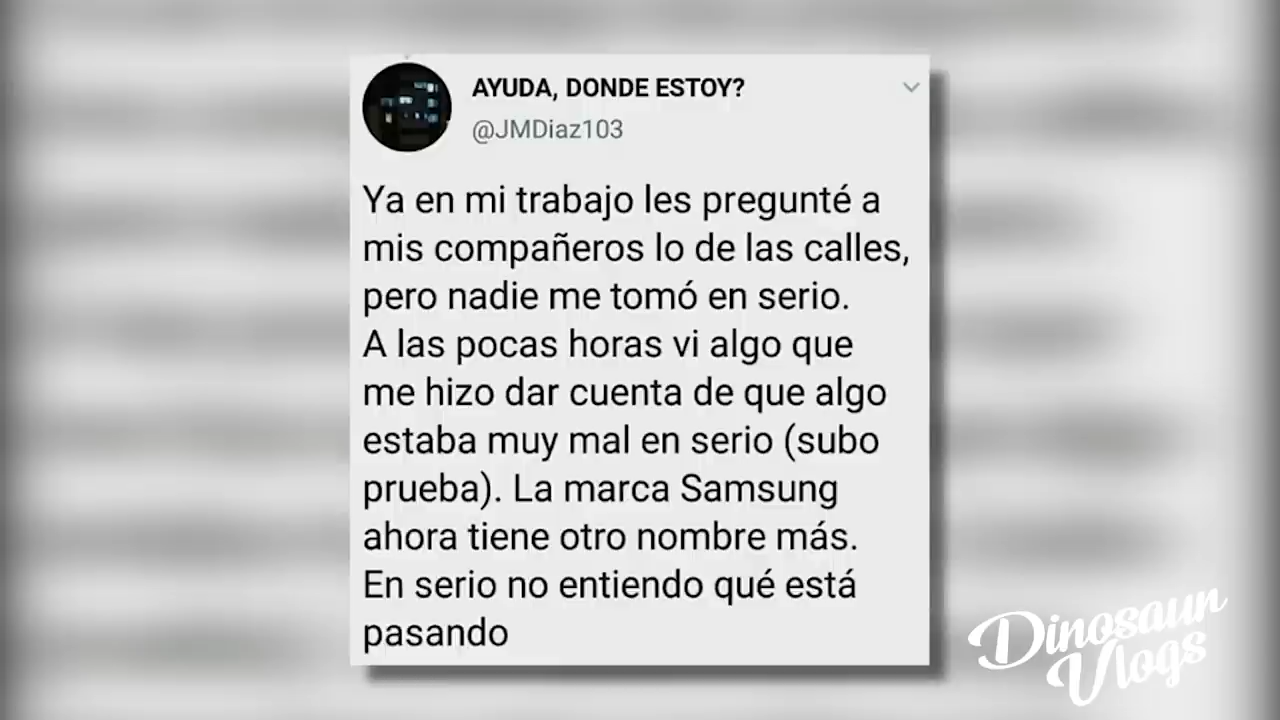 AYUDA, DONDE ESTOY?
@JMDiaz103
Ya en mi trabajo les pregunté a
mis compañeros lo de las calles,
pero nadie me tomó en serio.
A las pocas horas vi algo que
me hizo dar cuenta de que algo
estaba muy mal en serio (subo
prueba). La marca Samsung
ahora tiene otro nombre más.
En serio no entiendo qué está
pasando
Dinosaun
Vlogs